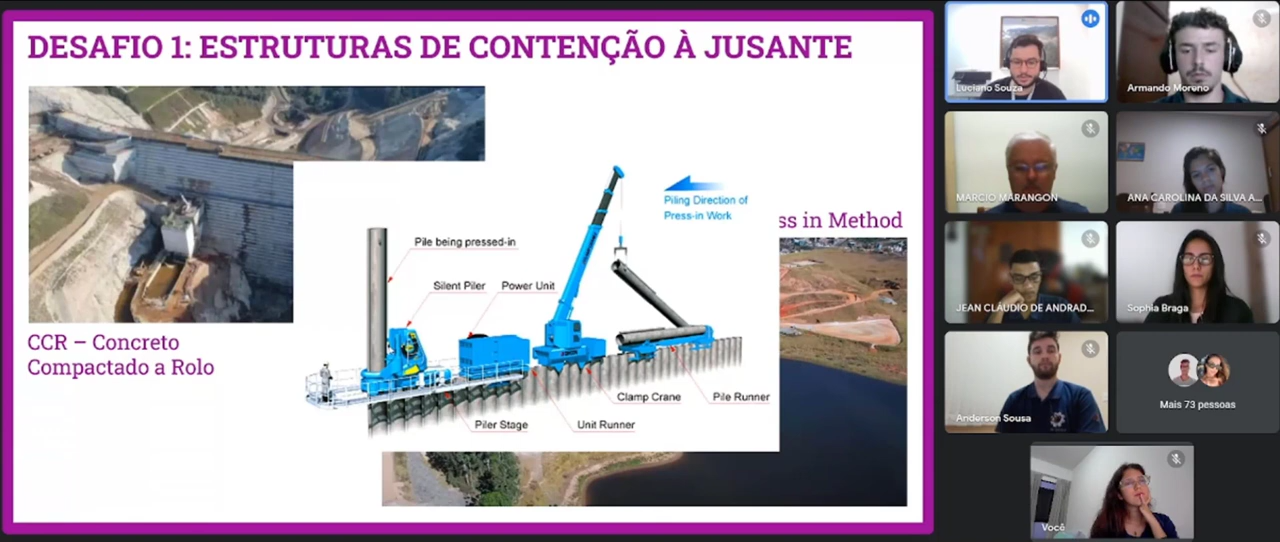 DESAFIO 1: ESTRUTURAS DE CONTENÇÃO À JUSANTE
Piling Direction of
Press-in Work
ss in Method
Pile being pressed-in
Silent Piler
Power Unit
CCR – Concreto
Compactado a Rolo
Clamp Crane
Pile Runner
Piler Stage
Unit Runner
Luciano Souza
Armando Moreno
MARCIO MARANGON
ANA CAROLINA DA SILVA A...
JEAN CLÁUDIO DE ANDRAD...
Sophia Braga
Anderson Sousa
Mais 73 pessoas
Você